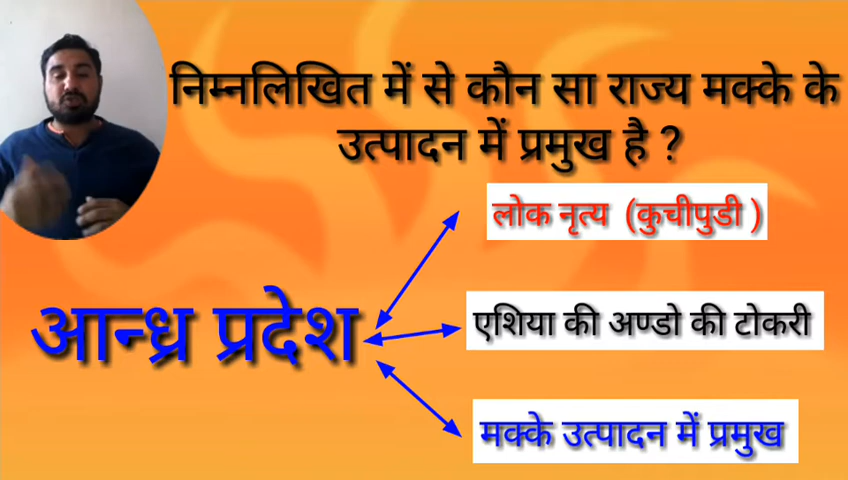 निम्नलिखित में से कौन सा राज्य मक्के के
उत्पादन में प्रमुख है ?
लोक नृत्य (कुचीपुडी )
आन्ध्र प्रदेश
एशिया की अण्डो की टोकरी
मक्के उत्पादन में प्रमुख